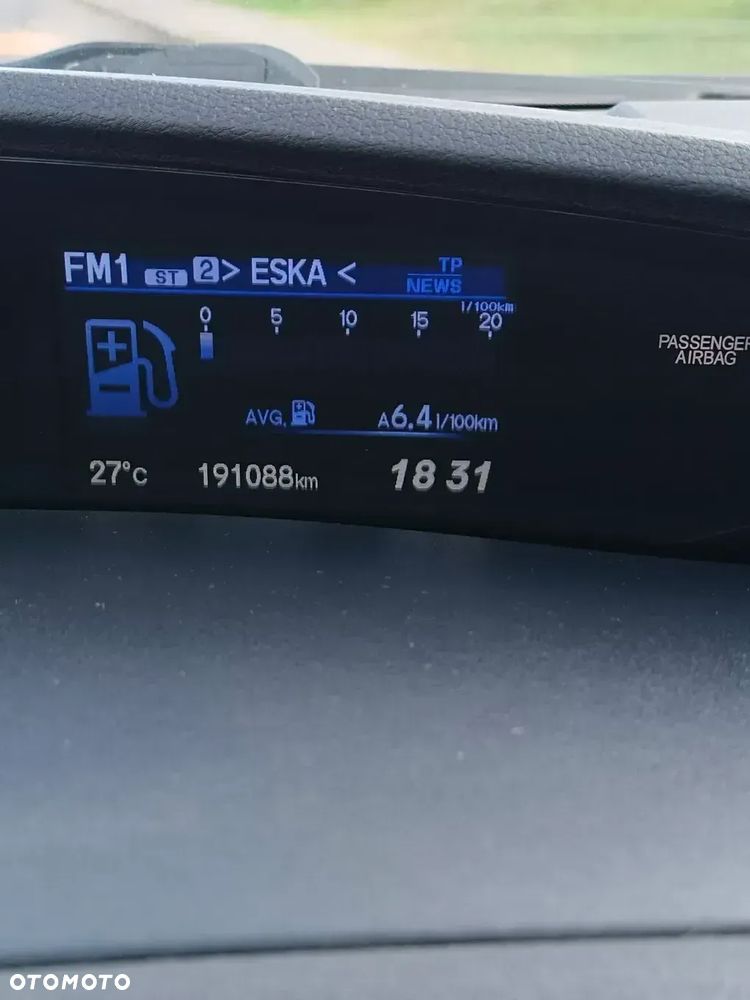 FM1 ST 2> ESKA < TP
NEWS
l/100km
0 5 10 15 20
PASSENGER
AIRBAG
AVG. A6.4 l/100km
27°C 191088km 18 31
OTOMOTO